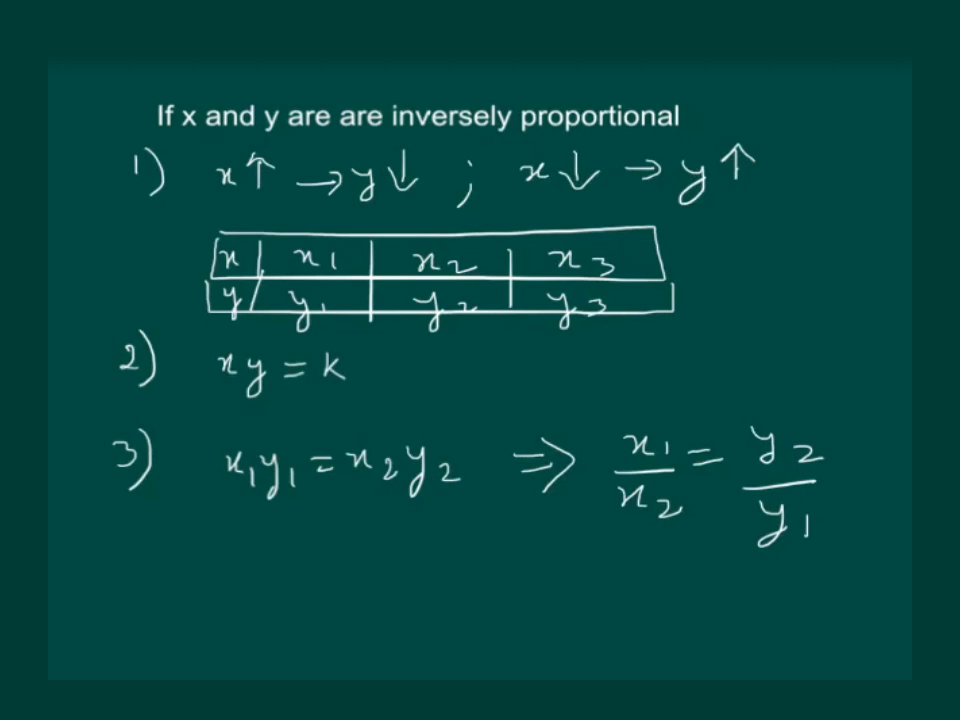 If x and y are are inversely proportional
1) x↑ → y↓ ; x↓ → y↑
x | x1 | x2 | x3
y | y1 | y2 | y3
2) xy = k
3) x1y1 = x2y2 ⇒ x1/x2 = y2/y1